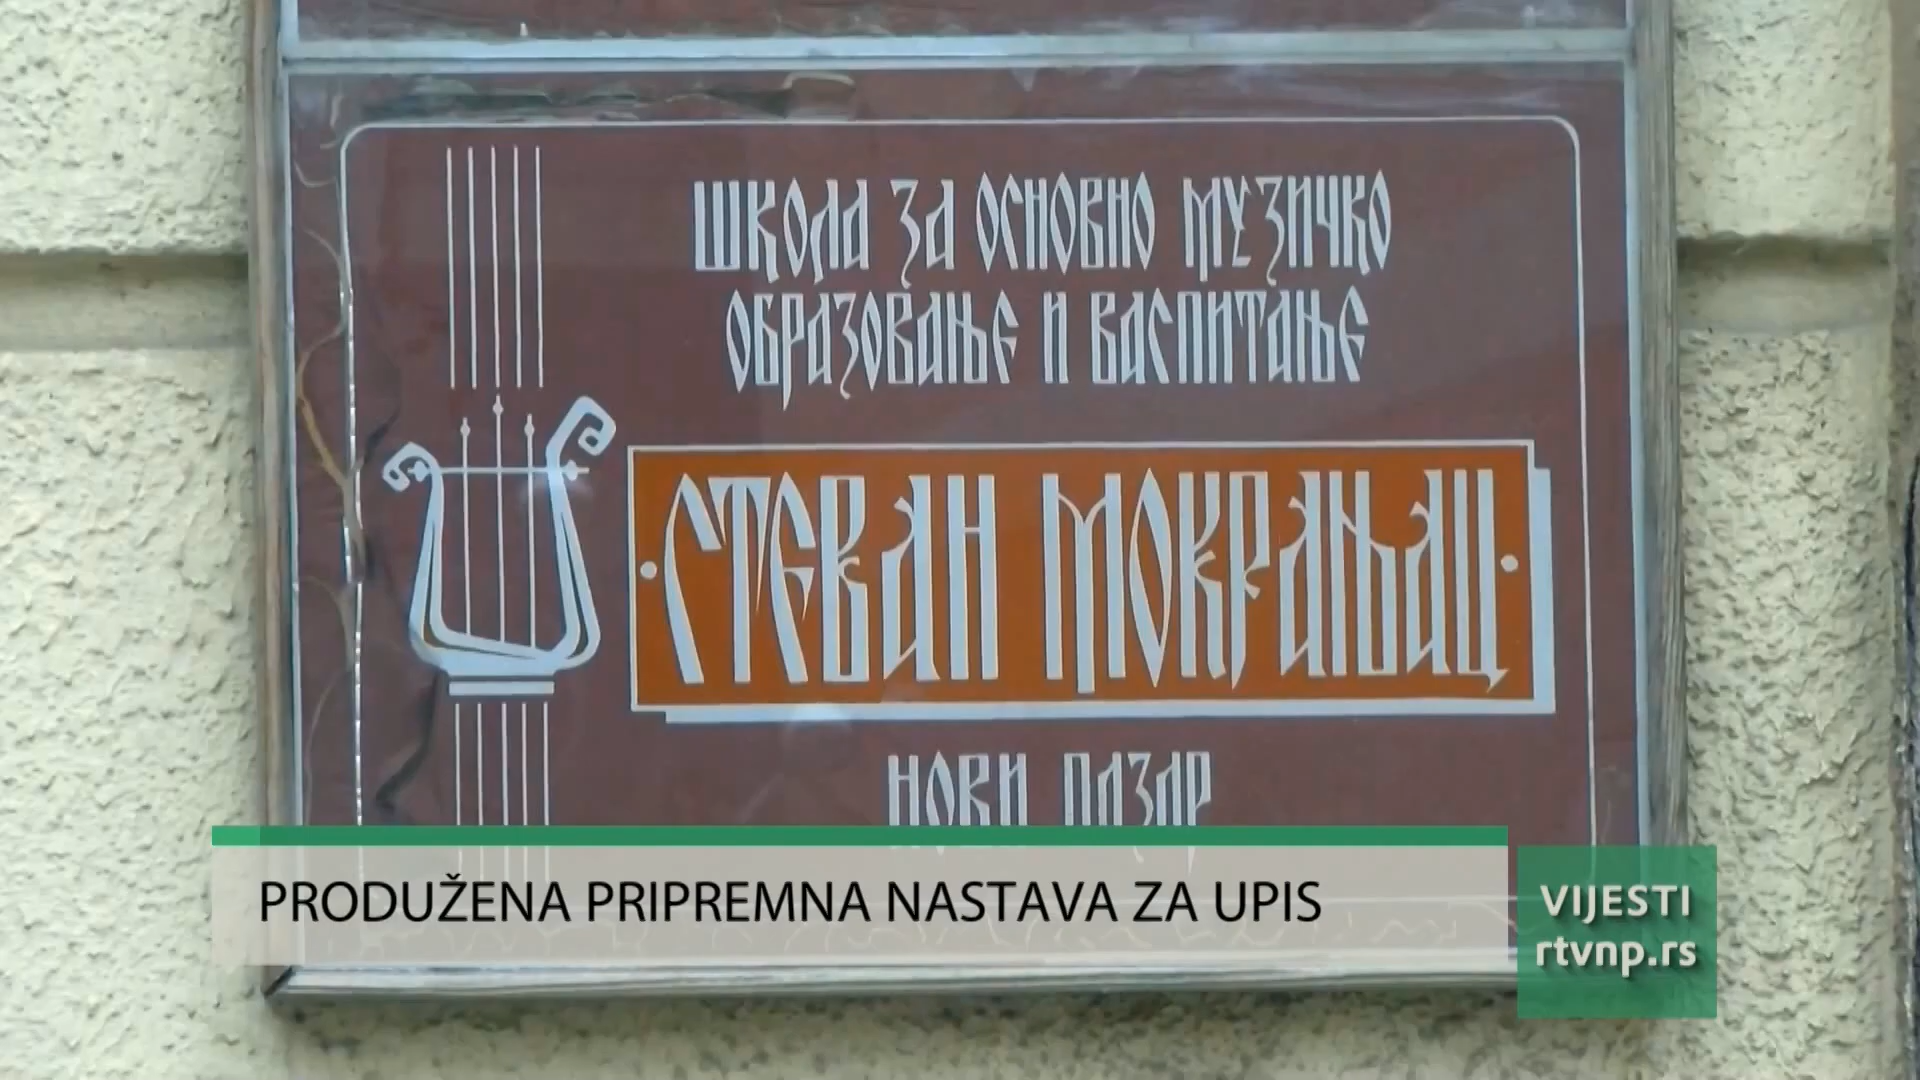 ШКОЛА ЗА ОСНОВНО МУЗИЧКО
ОБРАЗОВАЊЕ И ВАСПИТАЊЕ
·СТЕВАН МОКРАЊАЦ·
НОВИ ПАЗАР
PRODUŽENA PRIPREMNA NASTAVA ZA UPIS
VIJESTI
rtvnp.rs